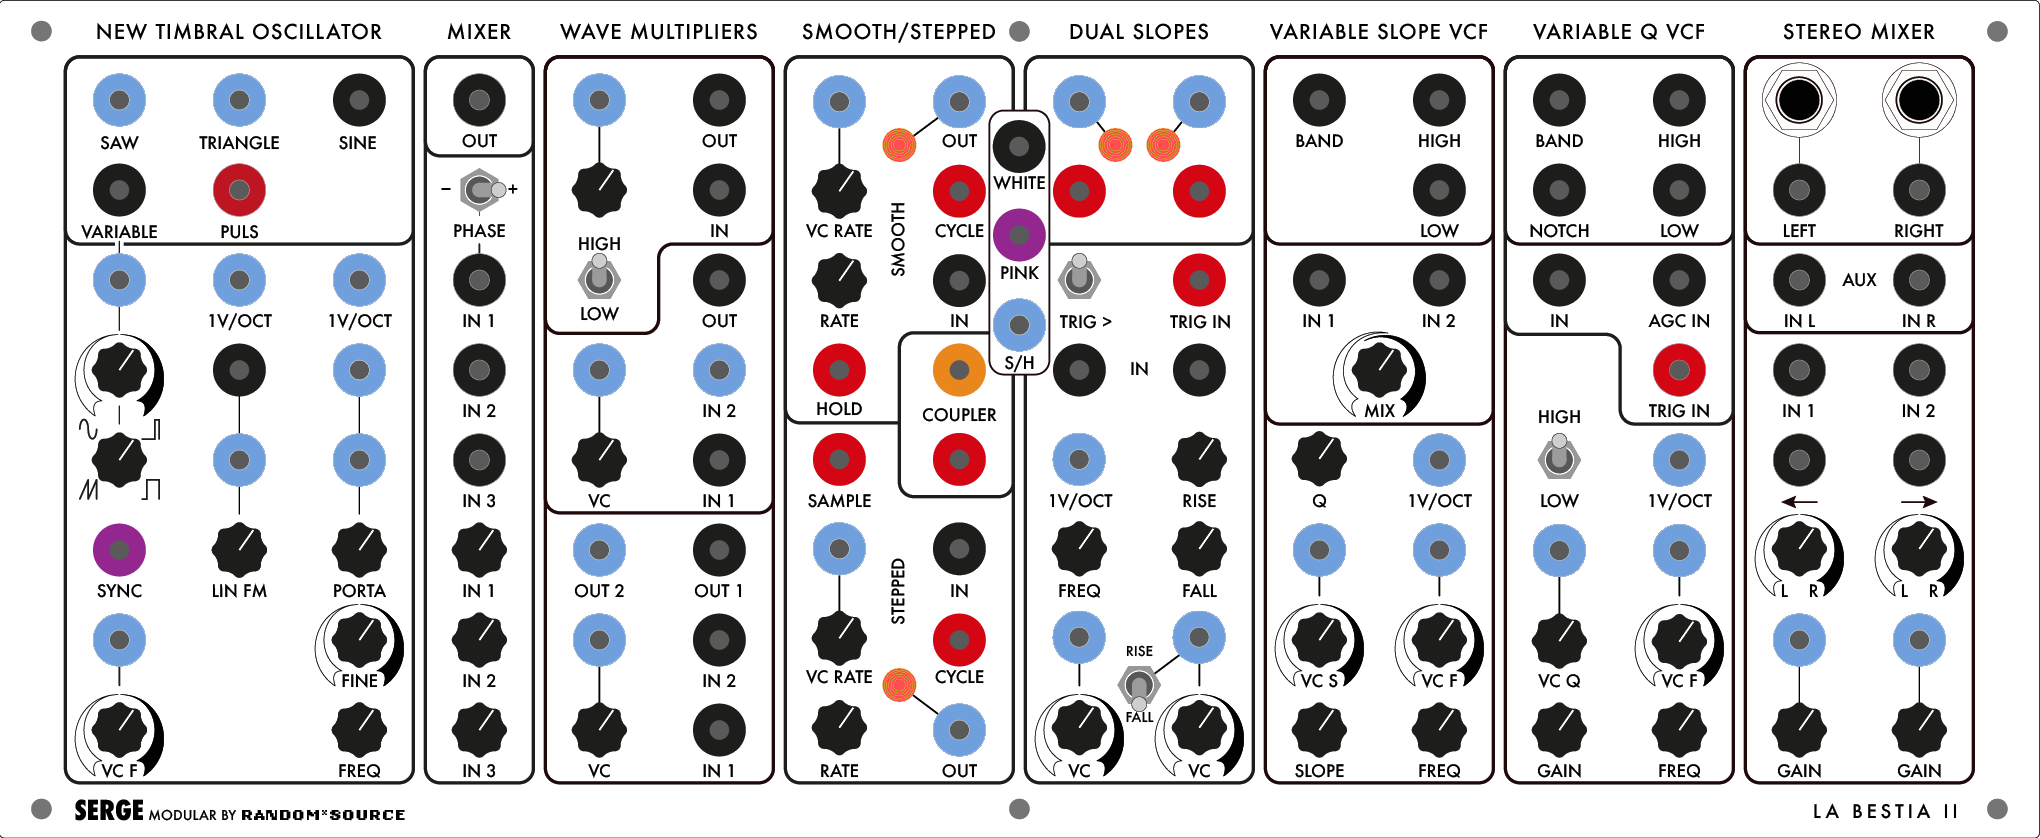 NEW TIMBRAL OSCILLATOR MIXER WAVE MULTIPLIERS SMOOTH/STEPPED DUAL SLOPES VARIABLE SLOPE VCF VARIABLE Q VCF STEREO MIXER
SAW TRIANGLE SINE
VARIABLE PULS
1V/OCT 1V/OCT
SYNC LIN FM PORTA
FINE
VC F FREQ
OUT
− +
PHASE
IN 1
IN 2
IN 3
IN 1
IN 2
IN 3
OUT
HIGH IN
LOW OUT
IN 2
VC IN 1
OUT 2 OUT 1
IN 2
VC IN 1
OUT
VC RATE SMOOTH CYCLE
RATE IN
HOLD COUPLER
SAMPLE
STEPPED IN
VC RATE CYCLE
RATE OUT
WHITE
PINK
S/H
TRIG > TRIG IN
IN
1V/OCT RISE
FREQ FALL
RISE
FALL
VC VC
BAND HIGH
LOW
IN 1 IN 2
MIX
Q 1V/OCT
VC S VC F
SLOPE FREQ
BAND HIGH
NOTCH LOW
IN AGC IN
HIGH TRIG IN
LOW 1V/OCT
VC Q VC F
GAIN FREQ
LEFT RIGHT
AUX
IN L IN R
IN 1 IN 2
L R L R
GAIN GAIN
SERGE MODULAR BY RANDOM*SOURCE
LA BESTIA II